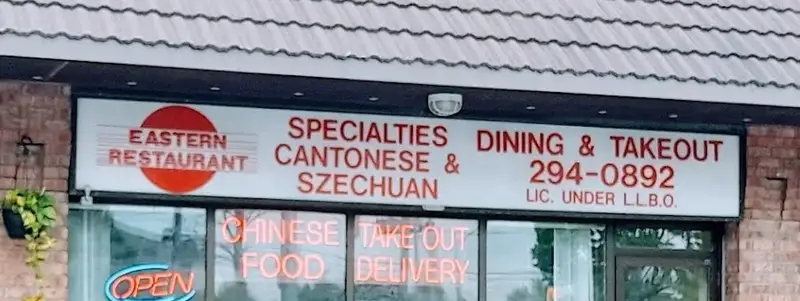 EASTERN
RESTAURANT
SPECIALTIES
CANTONESE &
SZECHUAN
DINING & TAKEOUT
294-0892
LIC. UNDER L.L.B.O.
OPEN
CHINESE
FOOD
TAKE OUT
DELIVERY